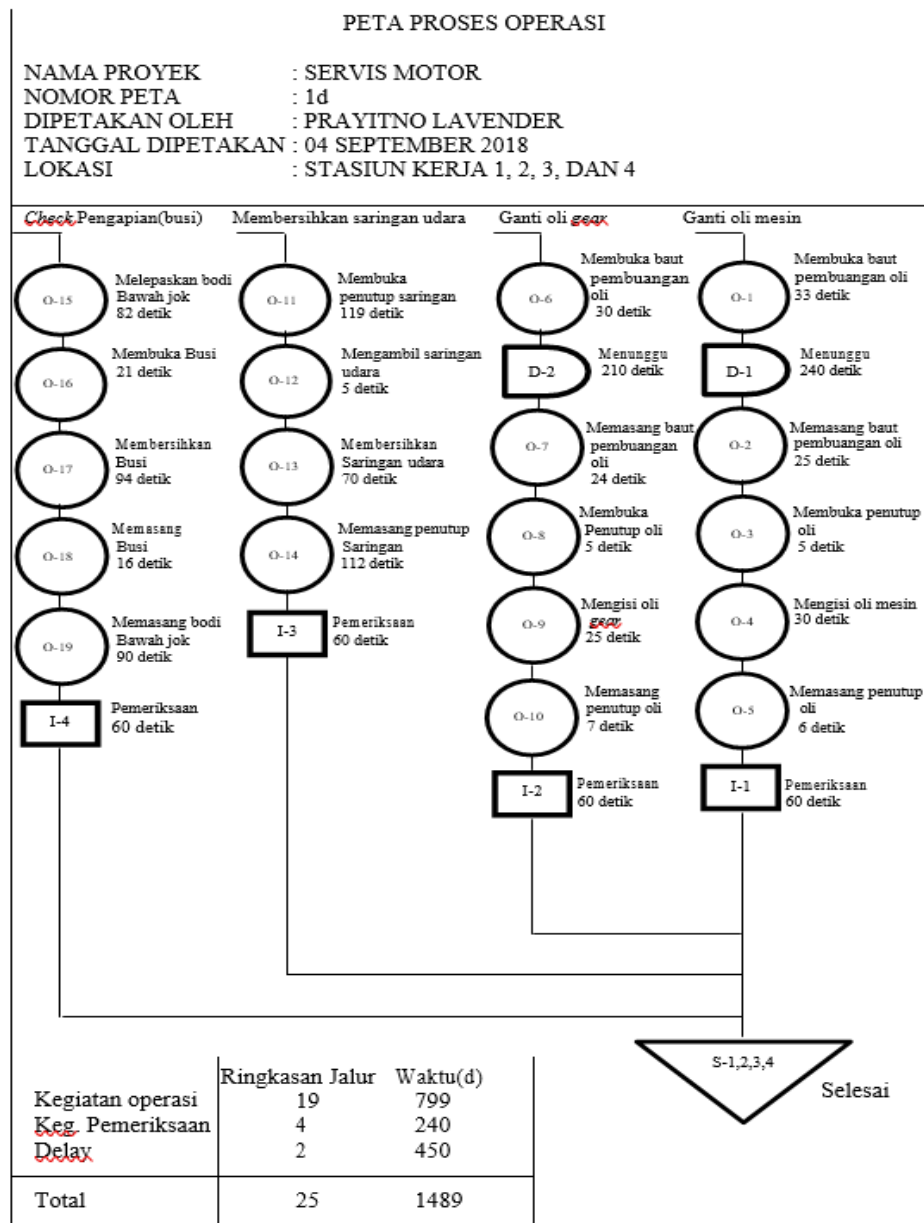 PETA PROSES OPERASI
NAMA PROYEK : SERVIS MOTOR
NOMOR PETA : 1d
DIPETAKAN OLEH : PRAYITNO LAVENDER
TANGGAL DIPETAKAN : 04 SEPTEMBER 2018
LOKASI : STASIUN KERJA 1, 2, 3, DAN 4
Check Pengapian(busi)
O-15
Melepaskan bodi
Bawah jok
82 detik
O-16
Membuka Busi
21 detik
O-17
Membersihkan
Busi
94 detik
O-18
Memasang
Busi
16 detik
O-19
Memasang bodi
Bawah jok
90 detik
I-4
Pemeriksaan
60 detik
Membersihkan saringan udara
O-11
Membuka
penutup saringan
119 detik
O-12
Mengambil saringan
udara
5 detik
O-13
Membersihkan
Saringan udara
70 detik
O-14
Memasang penutup
Saringan
112 detik
I-3
Pemeriksaan
60 detik
Ganti oli gear
O-6
Membuka baut
pembuangan
oli
30 detik
D-2
Menunggu
210 detik
O-7
Memasang baut
pembuangan
oli
24 detik
O-8
Membuka
Penutup oli
5 detik
O-9
Mengisi oli
gear
25 detik
O-10
Memasang
penutup oli
7 detik
I-2
Pemeriksaan
60 detik
Ganti oli mesin
O-1
Membuka baut
pembuangan oli
33 detik
D-1
Menunggu
240 detik
O-2
Memasang baut
pembuangan oli
25 detik
O-3
Membuka penutup
oli
5 detik
O-4
Mengisi oli mesin
30 detik
O-5
Memasang penutup
oli
6 detik
I-1
Pemeriksaan
60 detik
S-1,2,3,4
Selesai
Ringkasan Jalur Waktu(d)
Kegiatan operasi 19 799
Keg. Pemeriksaan 4 240
Delay 2 450
Total 25 1489